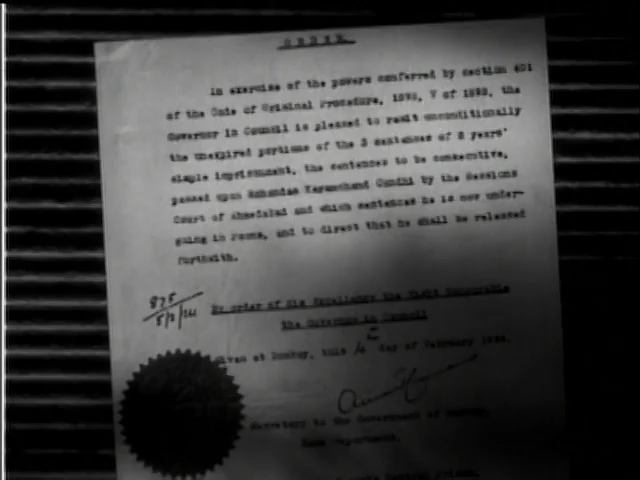 ORDER.
In exercise of the powers conferred by section 401
of the Code of Criminal Procedure, 1898, V of 1898, the
Governor in Council is pleased to remit unconditionally
the unexpired portions of the 3 sentences of 2 years'
simple imprisonment, the sentences to be consecutive,
passed upon Mohandas Karamchand Gandhi by the Sessions
Court of Ahmedabad and which sentences he is now under-
going in Poona, and to direct that he shall be released
forthwith.
875
5/2/24
By order of His Excellency the Right Honourable
the Governor in Council
Given at Bombay, this 4 day of February
Secretary to the Government of Bombay,
Home Department.